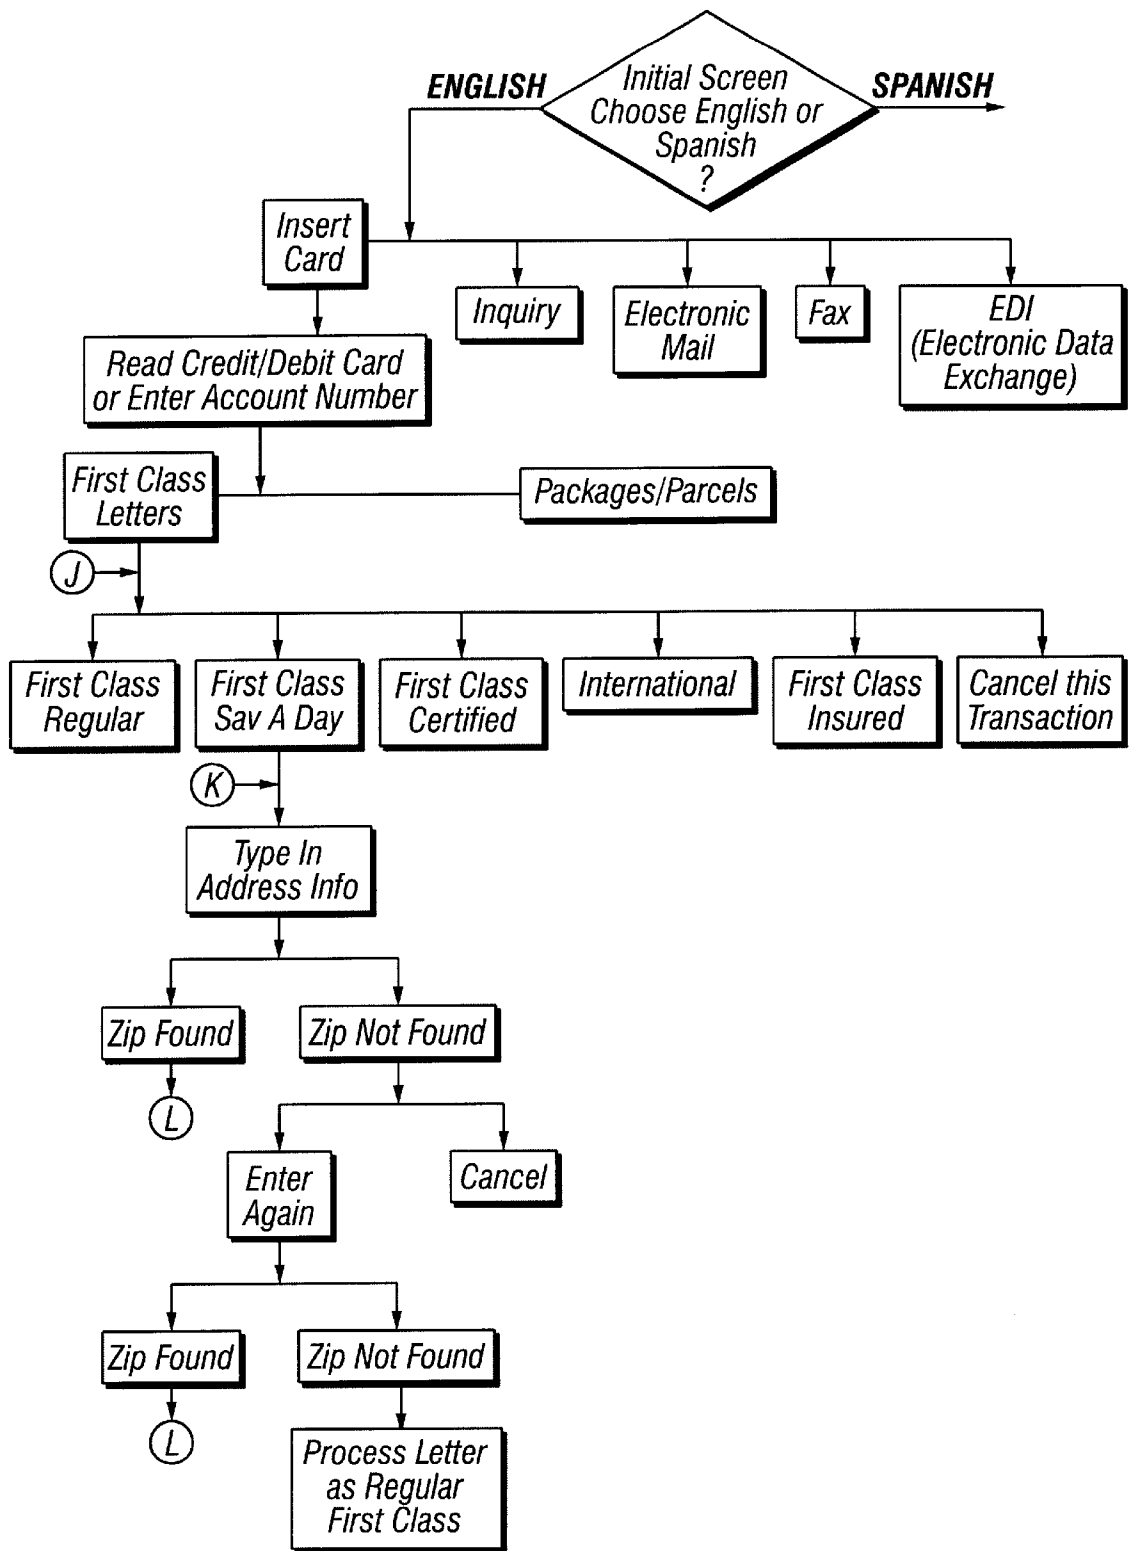 ENGLISH
SPANISH
Initial Screen
Choose English or
Spanish
?
Insert
Card
Inquiry
Electronic
Mail
Fax
EDI
(Electronic Data
Exchange)
Read Credit/Debit Card
or Enter Account Number
First Class
Letters
Packages/Parcels
J
First Class
Regular
First Class
Sav A Day
First Class
Certified
International
First Class
Insured
Cancel this
Transaction
K
Type In
Address Info
Zip Found
Zip Not Found
L
Enter
Again
Cancel
Zip Found
Zip Not Found
L
Process Letter
as Regular
First Class